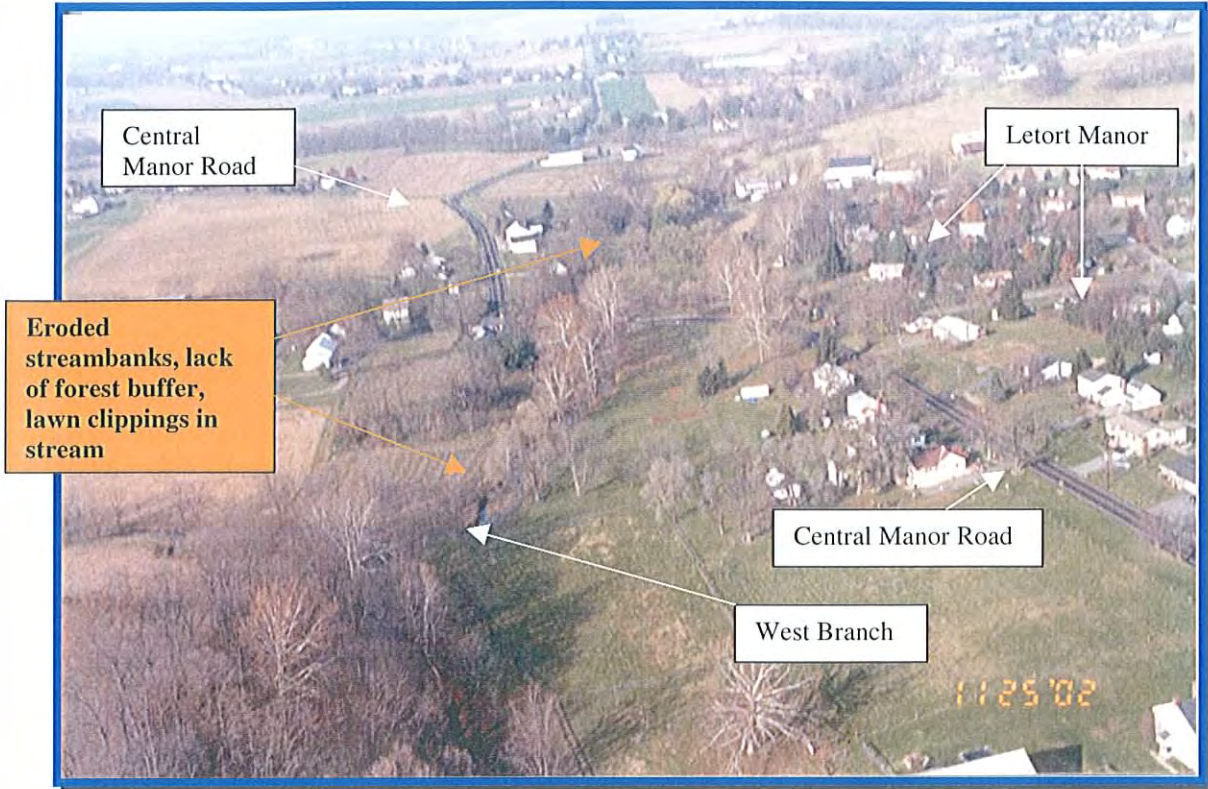 Central
Manor Road
Letort Manor
Eroded
streambanks, lack
of forest buffer,
lawn clippings in
stream
Central Manor Road
West Branch
11 25 '02